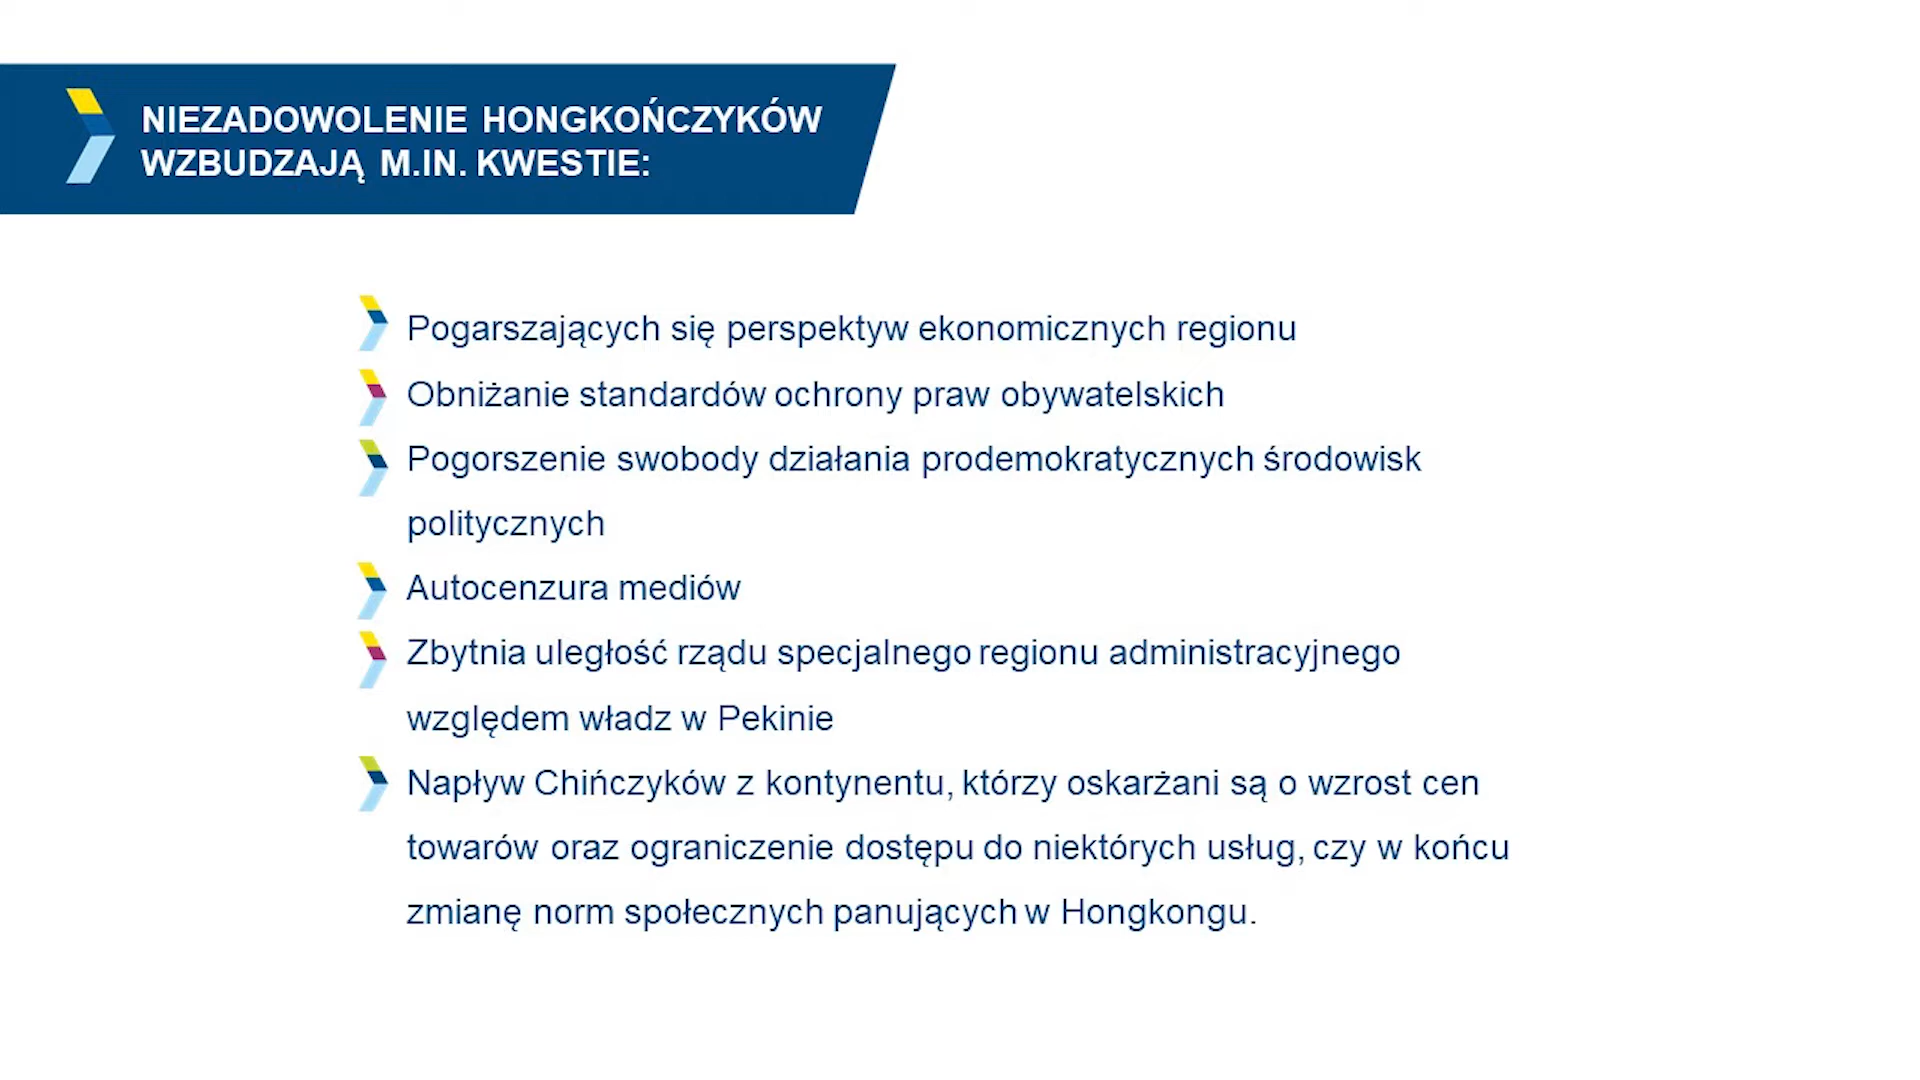 NIEZADOWOLENIE HONGKOŃCZYKÓW
WZBUDZAJĄ M.IN. KWESTIE:
Pogarszających się perspektyw ekonomicznych regionu
Obniżanie standardów ochrony praw obywatelskich
Pogorszenie swobody działania prodemokratycznych środowisk
politycznych
Autocenzura mediów
Zbytnia uległość rządu specjalnego regionu administracyjnego
względem władz w Pekinie
Napływ Chińczyków z kontynentu, którzy oskarżani są o wzrost cen
towarów oraz ograniczenie dostępu do niektórych usług, czy w końcu
zmianę norm społecznych panujących w Hongkongu.